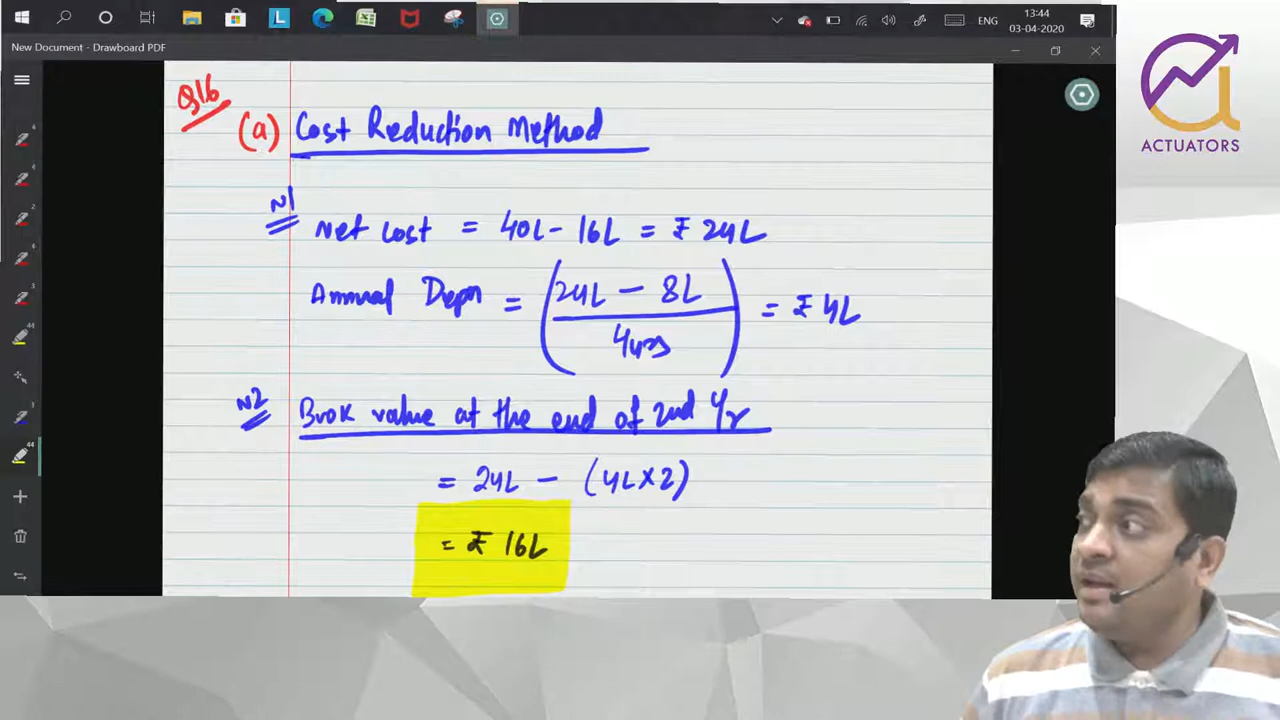 13:44
ENG
03-04-2020
New Document - Drawboard PDF
Q16
(a) Cost Reduction Method
N1
Net Cost = 40L - 16L = ₹ 24L
Annual Depn = (24L - 8L / 4yrs) = ₹ 4L
N2
Book value at the end of 2nd Yr
= 24L - (4L×2)
= ₹ 16L
ACTUATORS